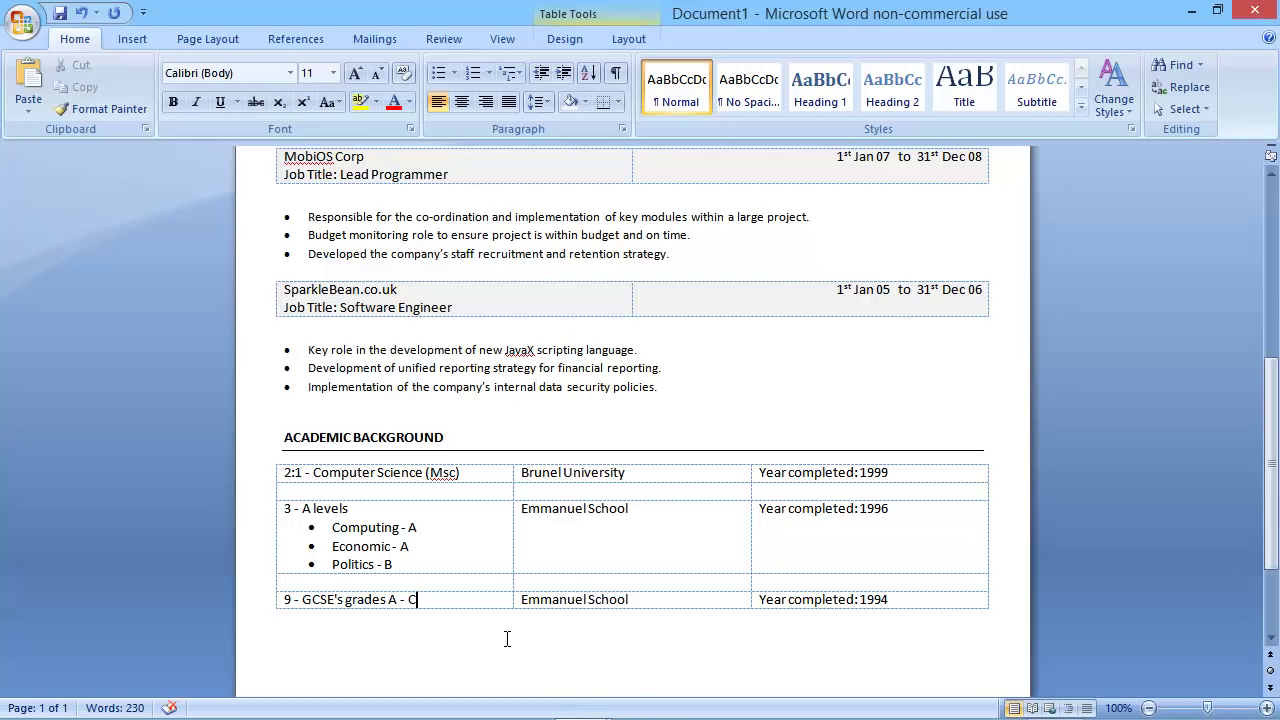 Table Tools
Document1 - Microsoft Word non-commercial use
Home Insert Page Layout References Mailings Review View Design Layout
Paste
Cut
Copy
Format Painter
Clipboard
Calibri (Body) 11
Font
Paragraph
AaBbCcDc AaBbCcDc AaBbC AaBbCc AaB AaBbCc.
¶ Normal ¶ No Spaci... Heading 1 Heading 2 Title Subtitle
Change Styles
Styles
Find
Replace
Select
Editing
MobiOS Corp 1st Jan 07 to 31st Dec 08
Job Title: Lead Programmer
• Responsible for the co-ordination and implementation of key modules within a large project.
• Budget monitoring role to ensure project is within budget and on time.
• Developed the company's staff recruitment and retention strategy.
SparkleBean.co.uk 1st Jan 05 to 31st Dec 06
Job Title: Software Engineer
• Key role in the development of new JavaX scripting language.
• Development of unified reporting strategy for financial reporting.
• Implementation of the company's internal data security policies.
ACADEMIC BACKGROUND
2:1 - Computer Science (Msc) Brunel University Year completed: 1999
3 - A levels Emmanuel School Year completed: 1996
• Computing - A
• Economic - A
• Politics - B
9 - GCSE's grades A - C Emmanuel School Year completed: 1994
Page: 1 of 1 Words: 230 100%